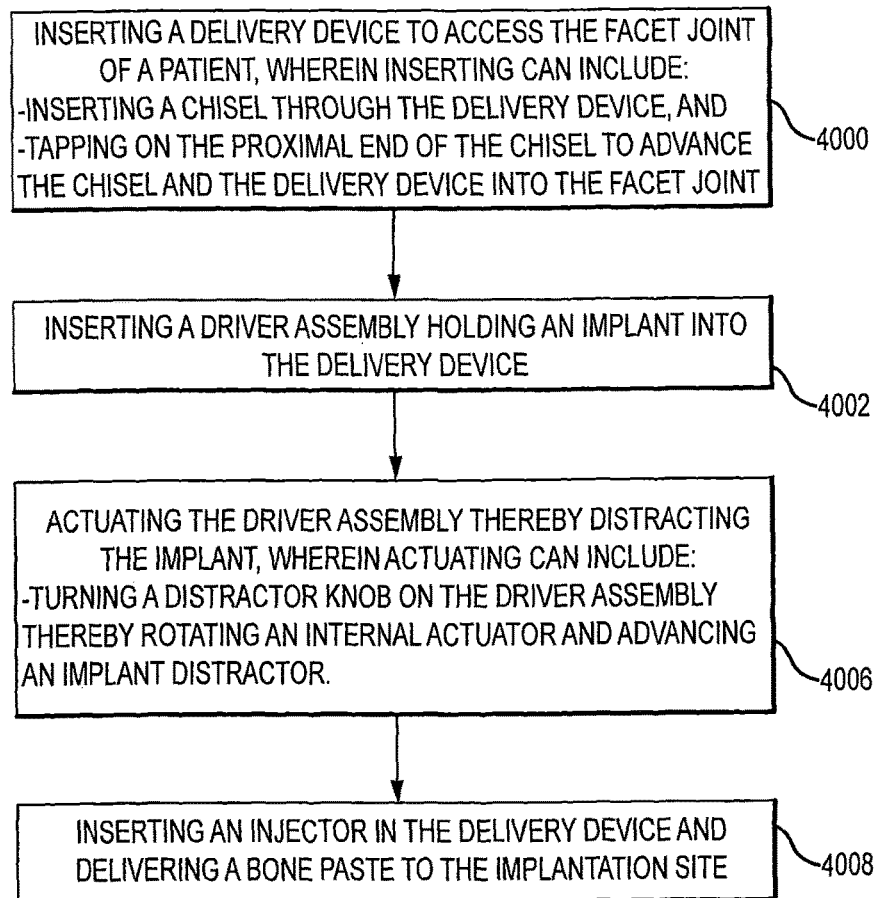 INSERTING A DELIVERY DEVICE TO ACCESS THE FACET JOINT
OF A PATIENT, WHEREIN INSERTING CAN INCLUDE:
-INSERTING A CHISEL THROUGH THE DELIVERY DEVICE, AND
-TAPPING ON THE PROXIMAL END OF THE CHISEL TO ADVANCE
THE CHISEL AND THE DELIVERY DEVICE INTO THE FACET JOINT
4000
INSERTING A DRIVER ASSEMBLY HOLDING AN IMPLANT INTO
THE DELIVERY DEVICE
4002
ACTUATING THE DRIVER ASSEMBLY THEREBY DISTRACTING
THE IMPLANT, WHEREIN ACTUATING CAN INCLUDE:
-TURNING A DISTRACTOR KNOB ON THE DRIVER ASSEMBLY
THEREBY ROTATING AN INTERNAL ACTUATOR AND ADVANCING
AN IMPLANT DISTRACTOR.
4006
INSERTING AN INJECTOR IN THE DELIVERY DEVICE AND
DELIVERING A BONE PASTE TO THE IMPLANTATION SITE
4008